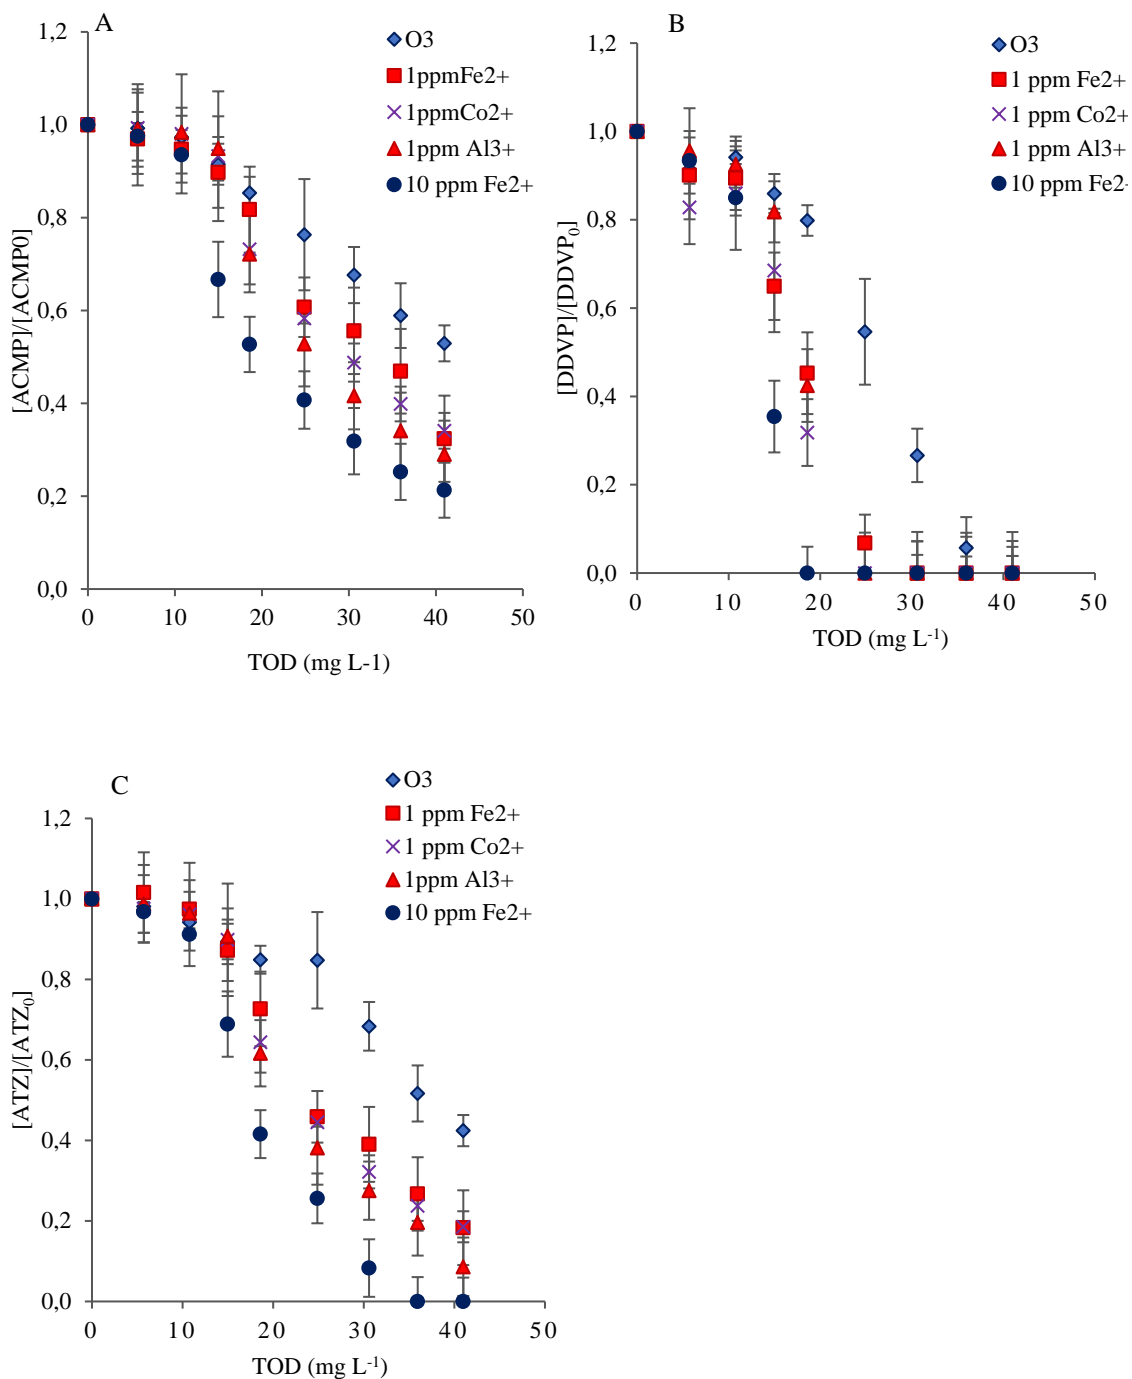 A
O3
1ppmFe2+
1ppmCo2+
1ppm Al3+
10 ppm Fe2+
1,2
1,0
0,8
0,6
0,4
0,2
0,0
[ACMP]/[ACMP0]
0 10 20 30 40 50
TOD (mg L-1)
B
O3
1 ppm Fe2+
1 ppm Co2+
1 ppm Al3+
10 ppm Fe2+
1,2
1,0
0,8
0,6
0,4
0,2
0,0
[DDVP]/[DDVP0]
0 10 20 30 40 50
TOD (mg L-1)
C
O3
1 ppm Fe2+
1 ppm Co2+
1ppm Al3+
10 ppm Fe2+
1,2
1,0
0,8
0,6
0,4
0,2
0,0
[ATZ]/[ATZ0]
0 10 20 30 40 50
TOD (mg L-1)